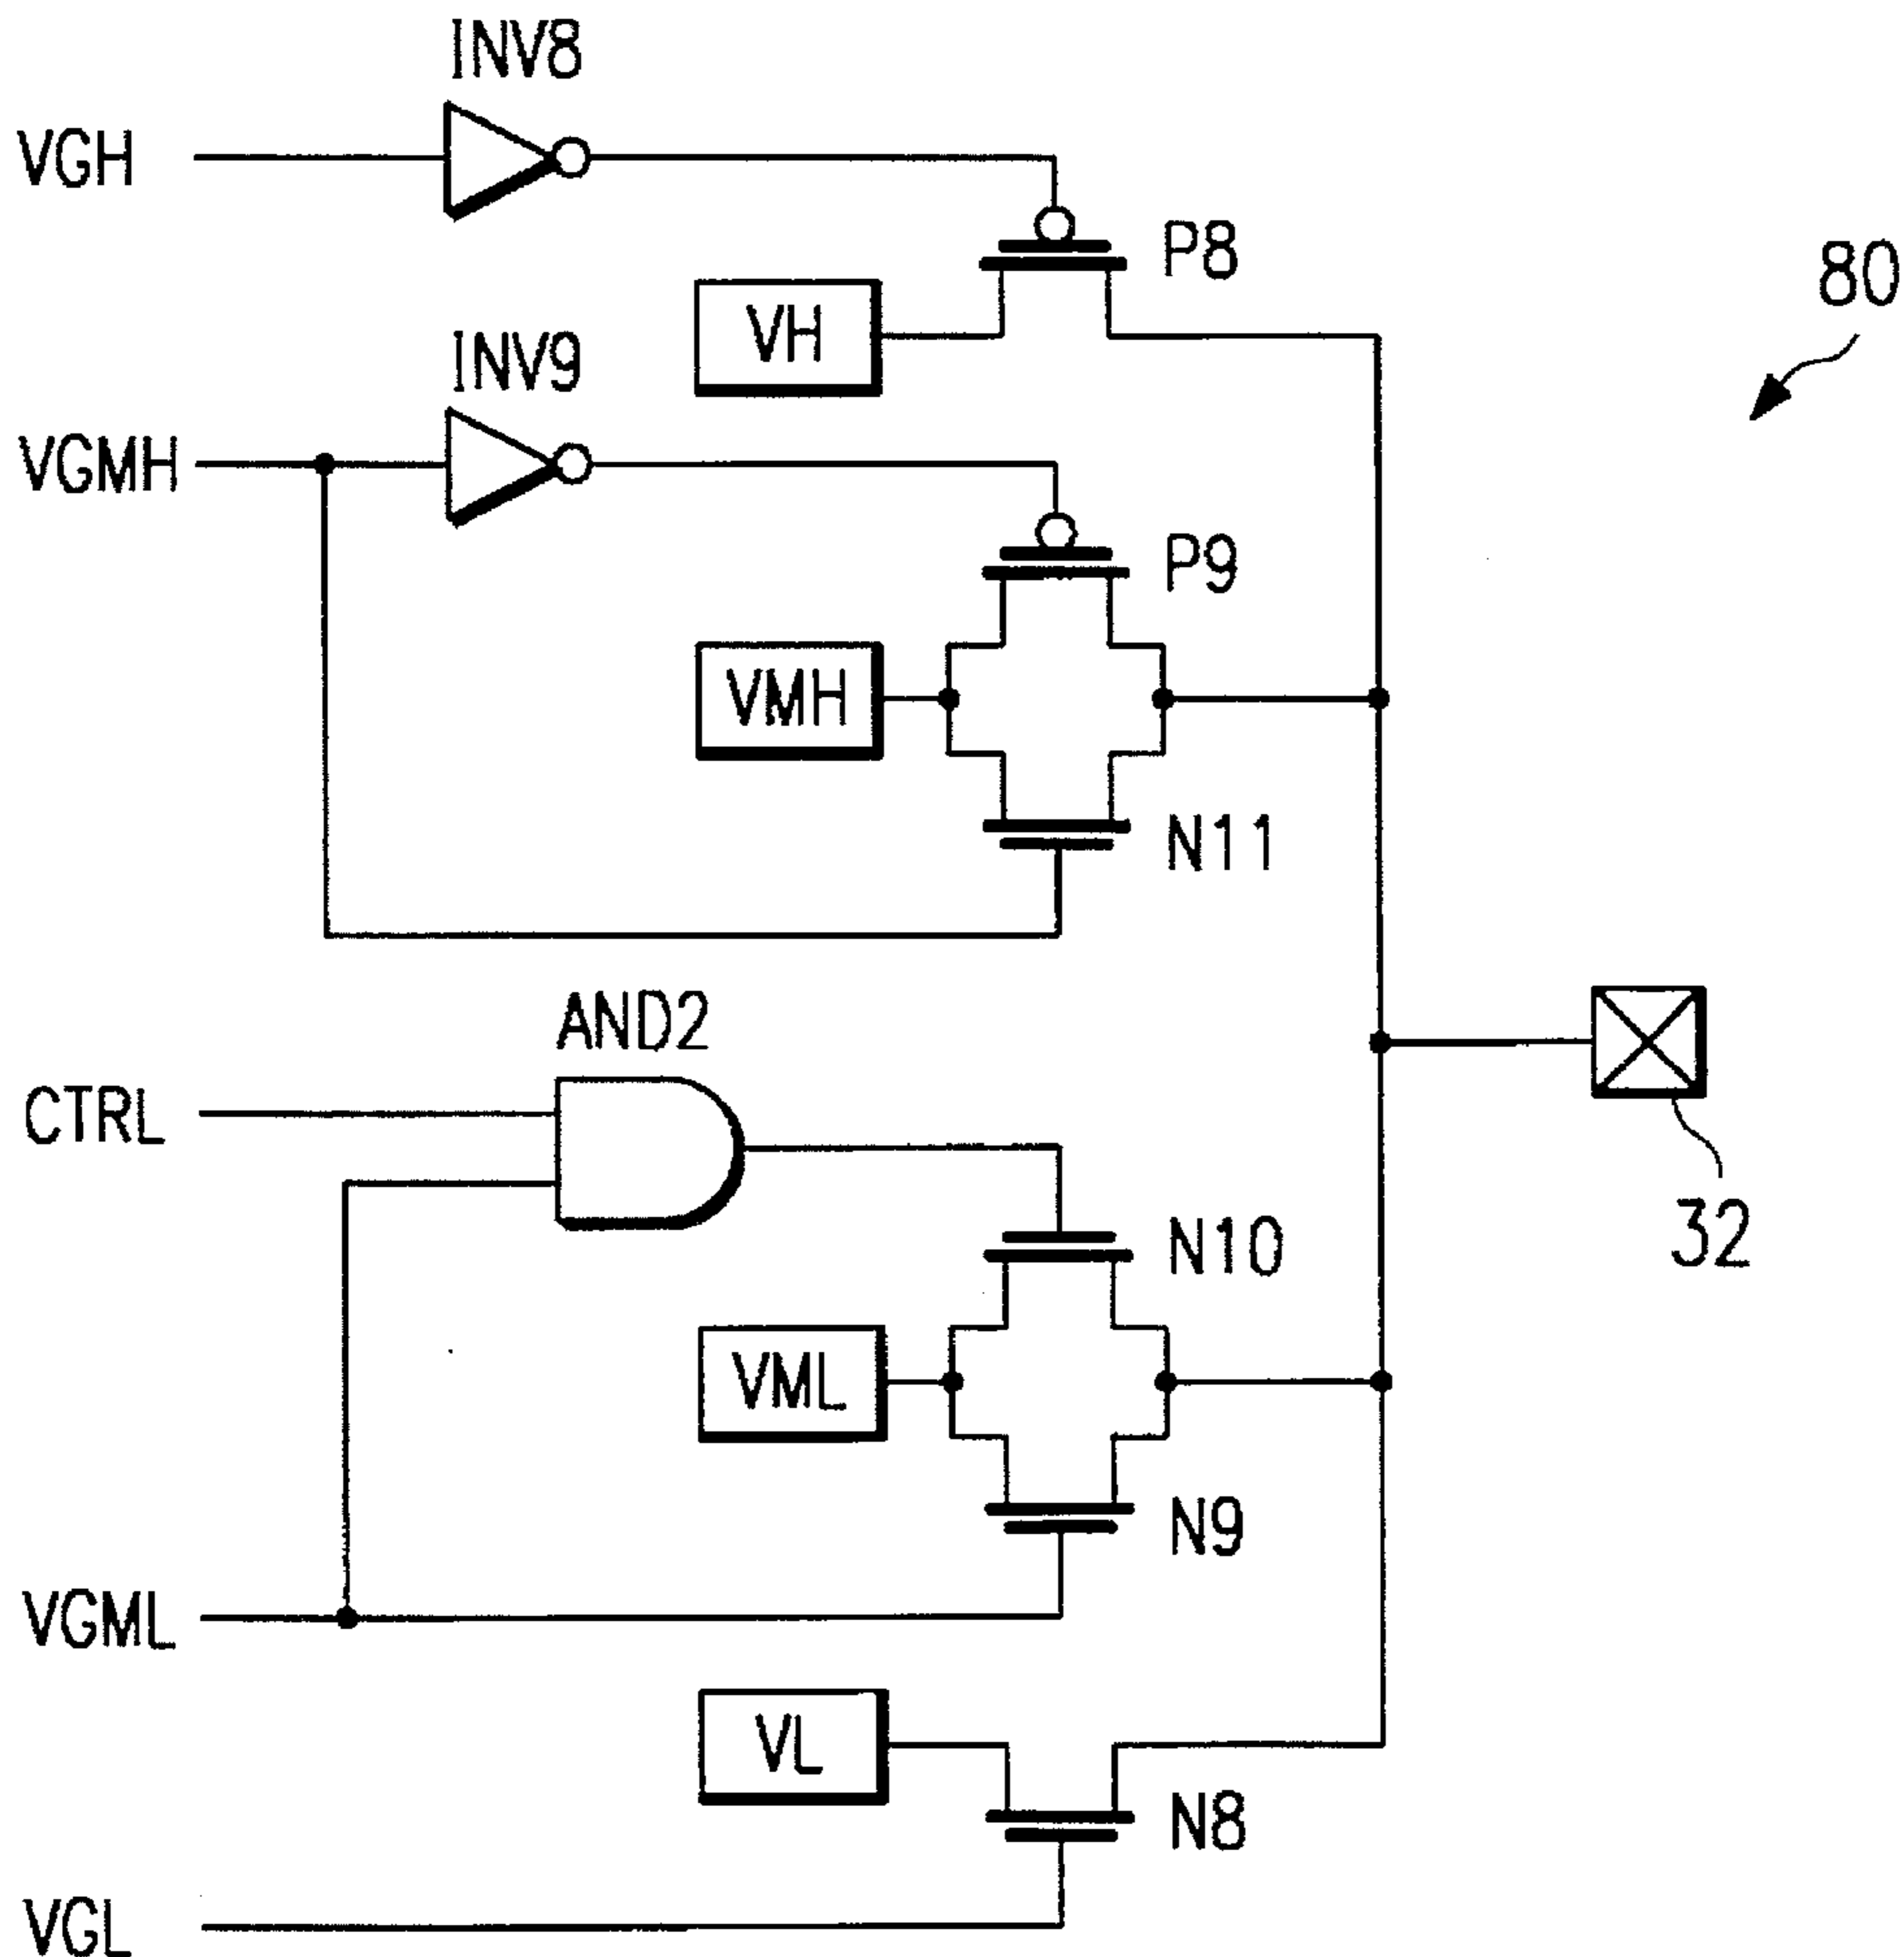 INV8
VGH
P8
80
VH
INV9
VGMH
P9
VMH
N11
AND2
CTRL
N10
32
VML
N9
VGML
VL
N8
VGL